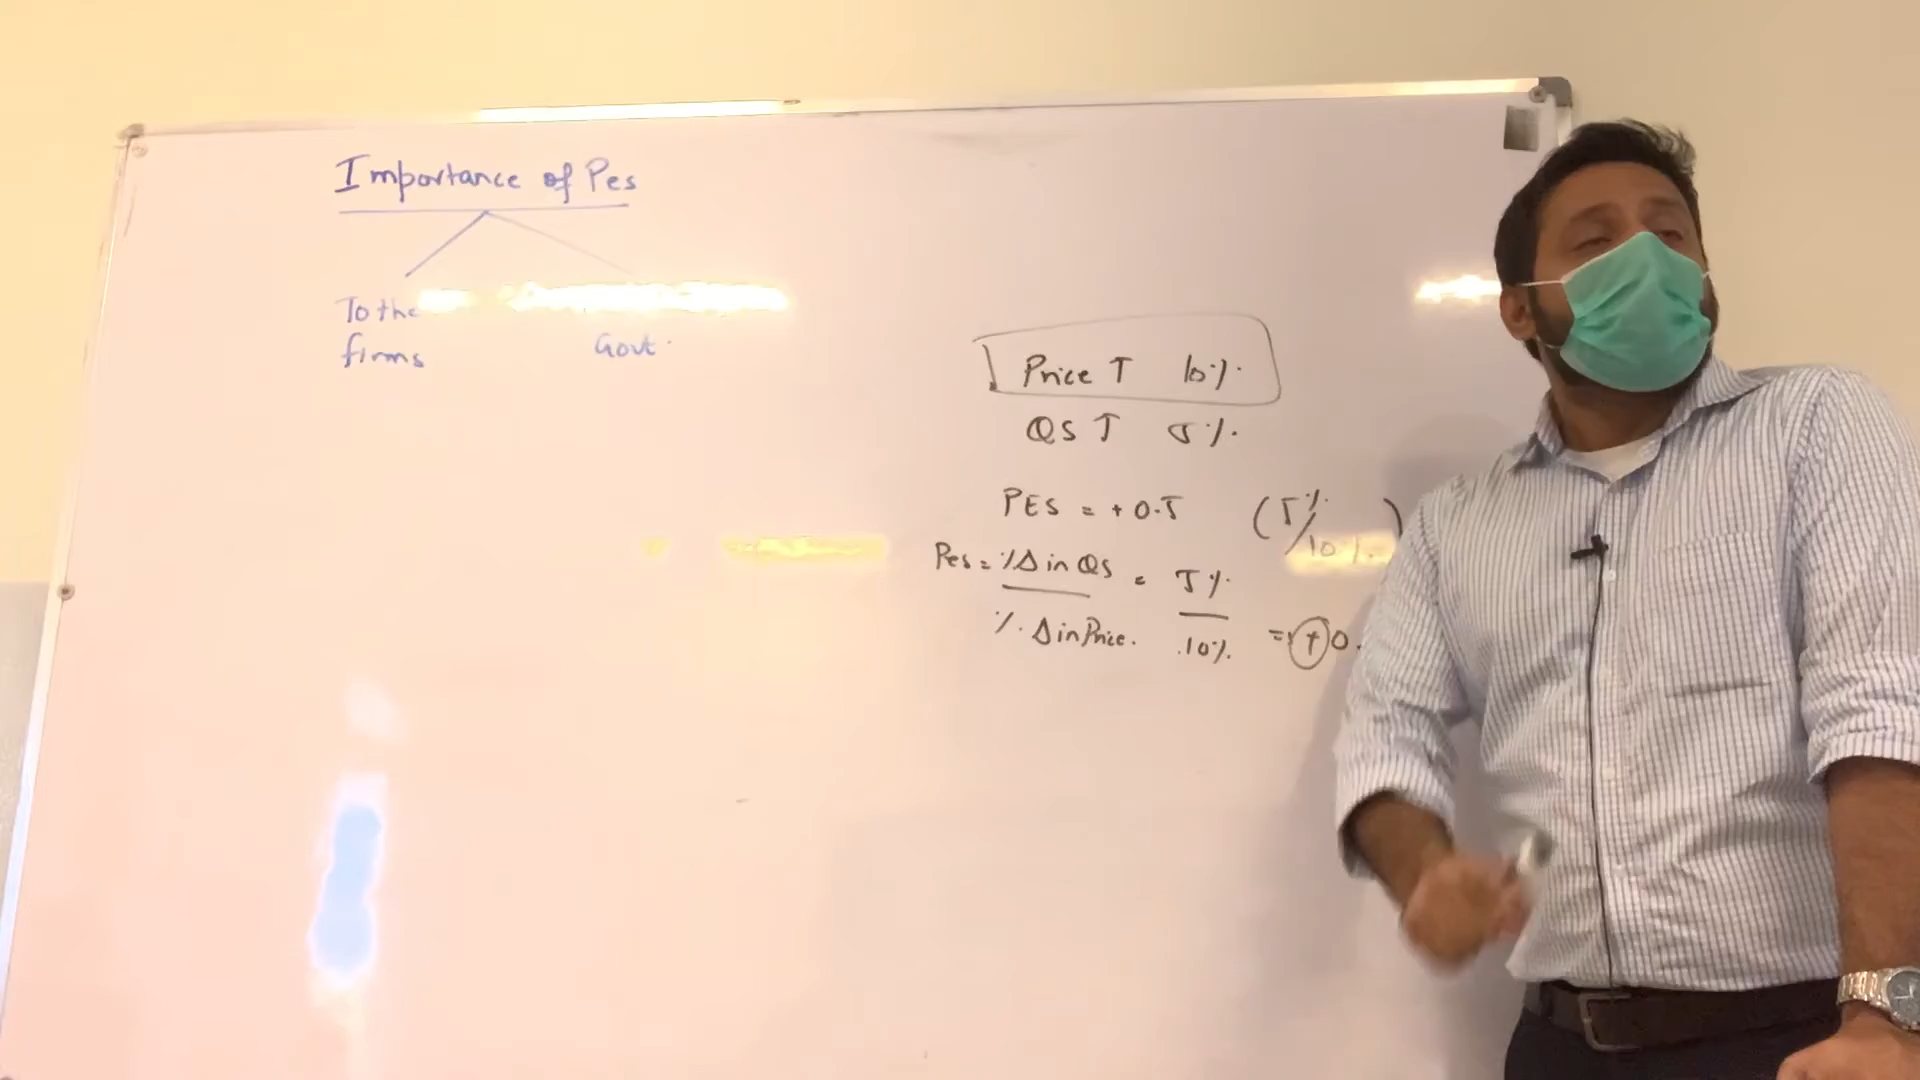 Importance of Pes
To the
firms
Govt.
Price ↑ 10%.
QS ↑ 5%.
PES = +0.5 (5%/10%)
Pes = %Δ in QS = 5%
%. Δ in Price. 10%. = +0.